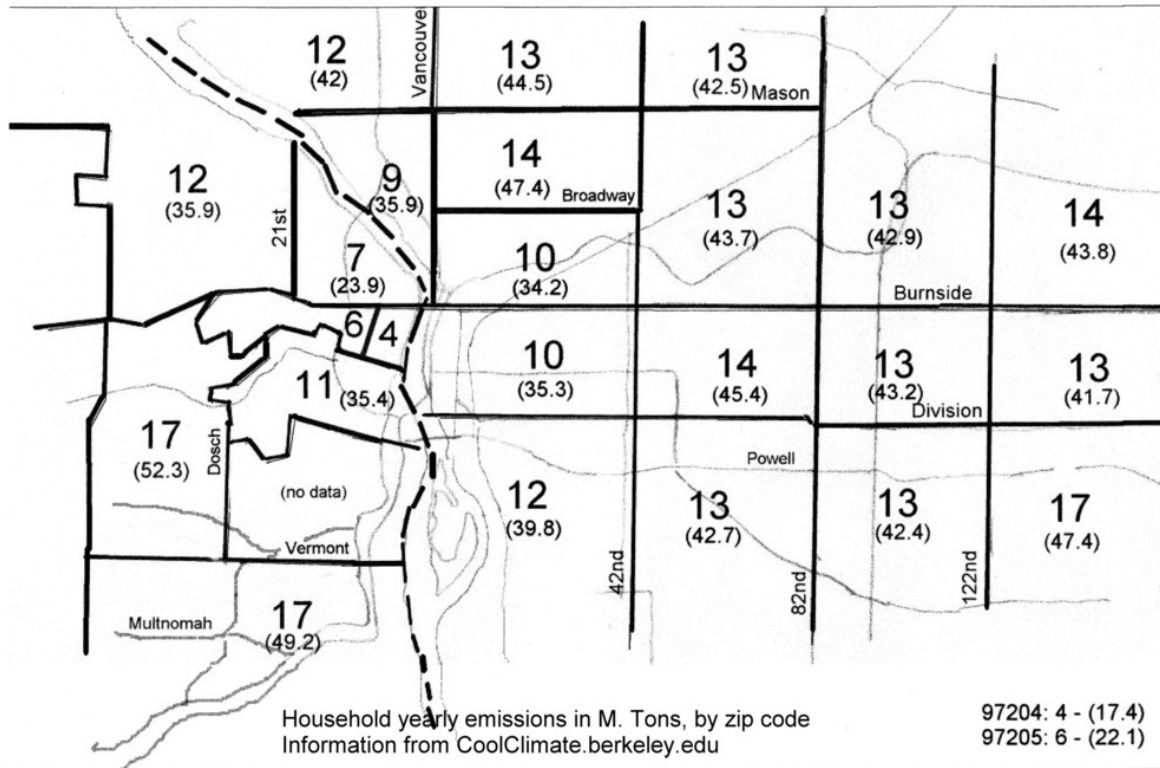 12
(42)
Vancouver
13
(44.5)
13
(42.5)
Mason
12
(35.9)
21st
9
(35.9)
14
(47.4)
Broadway
13
(43.7)
13
(42.9)
14
(43.8)
7
(23.9)
10
(34.2)
Burnside
6
4
11 (35.4)
10
(35.3)
14
(45.4)
13
(43.2)
Division
13
(41.7)
17
(52.3)
Dosch
(no data)
Powell
12
(39.8)
13
(42.7)
13
(42.4)
17
(47.4)
Vermont
42nd
82nd
122nd
Multnomah
17
(49.2)
Household yearly emissions in M. Tons, by zip code
Information from CoolClimate.berkeley.edu
97204: 4 - (17.4)
97205: 6 - (22.1)